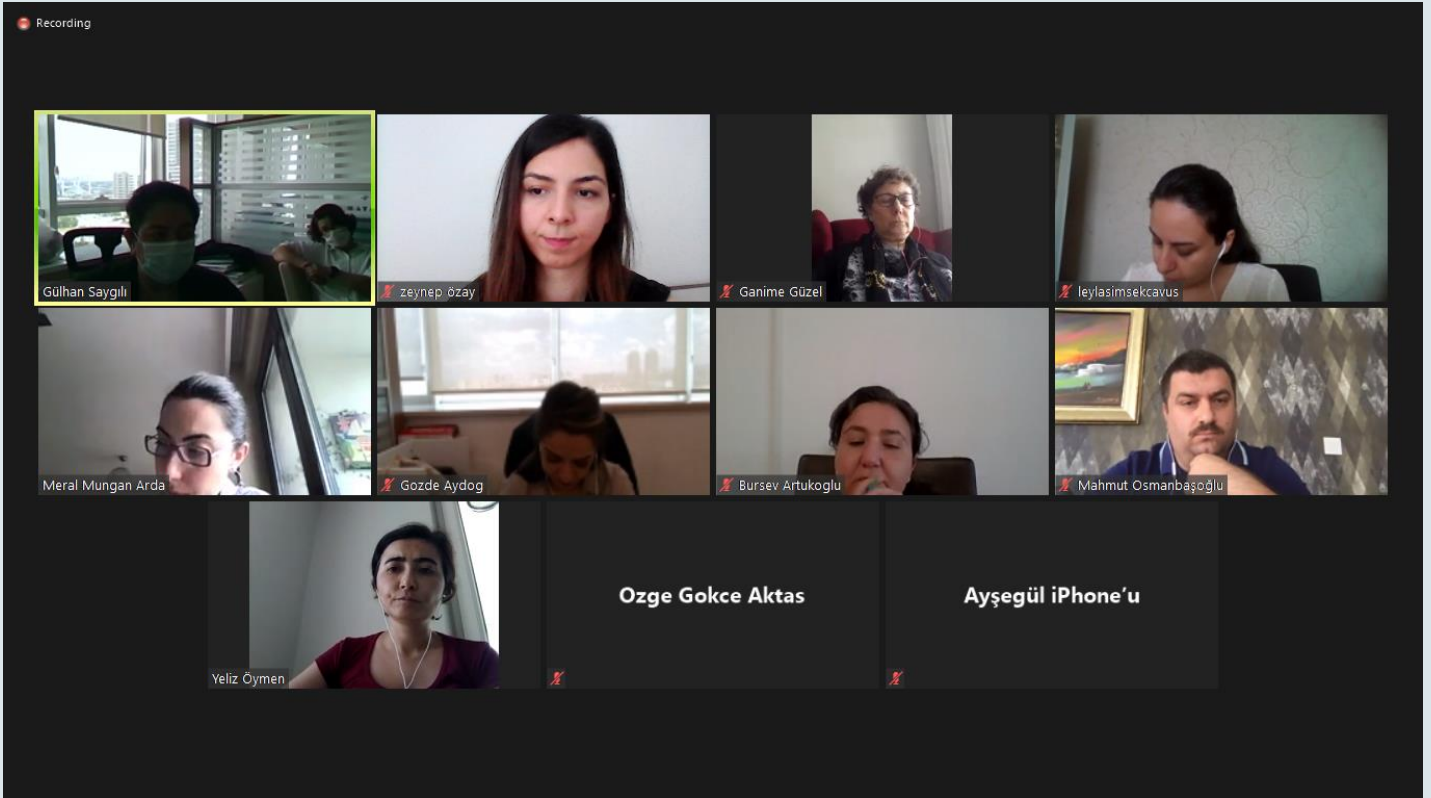 Recording
Gülhan Saygılı
zeynep özay
Ganime Güzel
leylasimsekcavus
Meral Mungan Arda
Gozde Aydog
Bursev Artukoglu
Mahmut Osmanbaşoğlu
Yeliz Öymen
Ozge Gokce Aktas
Ayşegül iPhone'u